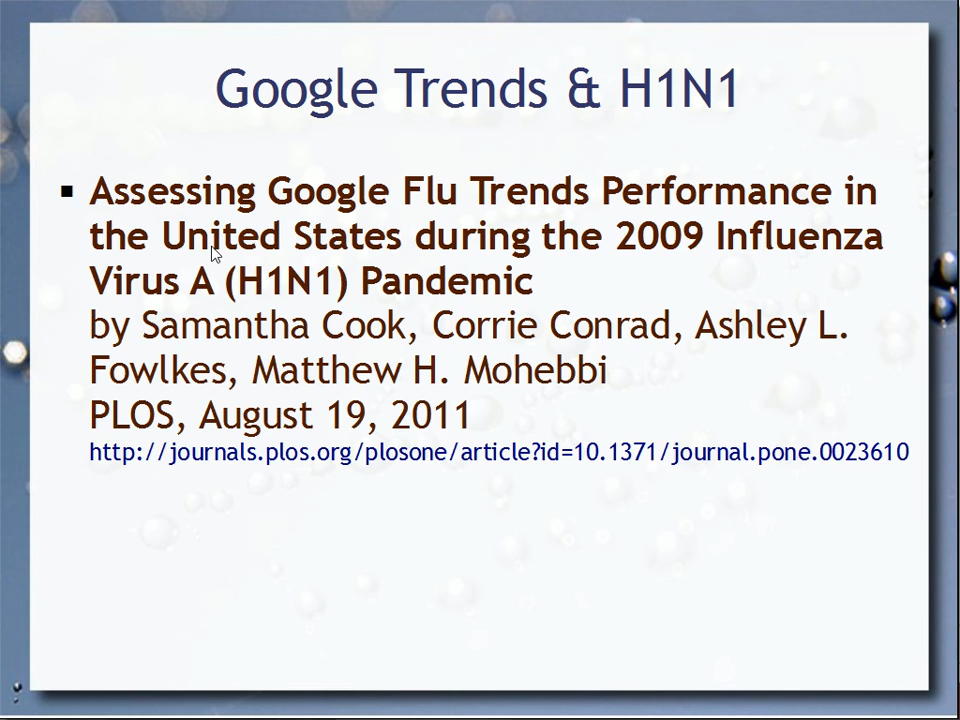 Google Trends & H1N1
▪ Assessing Google Flu Trends Performance in
the United States during the 2009 Influenza
Virus A (H1N1) Pandemic
by Samantha Cook, Corrie Conrad, Ashley L.
Fowlkes, Matthew H. Mohebbi
PLOS, August 19, 2011
http://journals.plos.org/plosone/article?id=10.1371/journal.pone.0023610